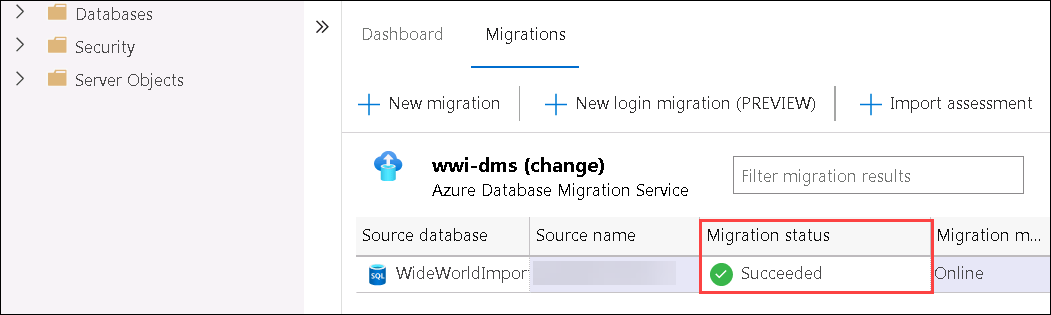 Databases
Security
Server Objects
Dashboard Migrations
New migration New login migration (PREVIEW) Import assessment
wwi-dms (change)
Azure Database Migration Service
Filter migration results
Source database Source name Migration status Migration m...
SQL WideWorldImpor Succeeded Online